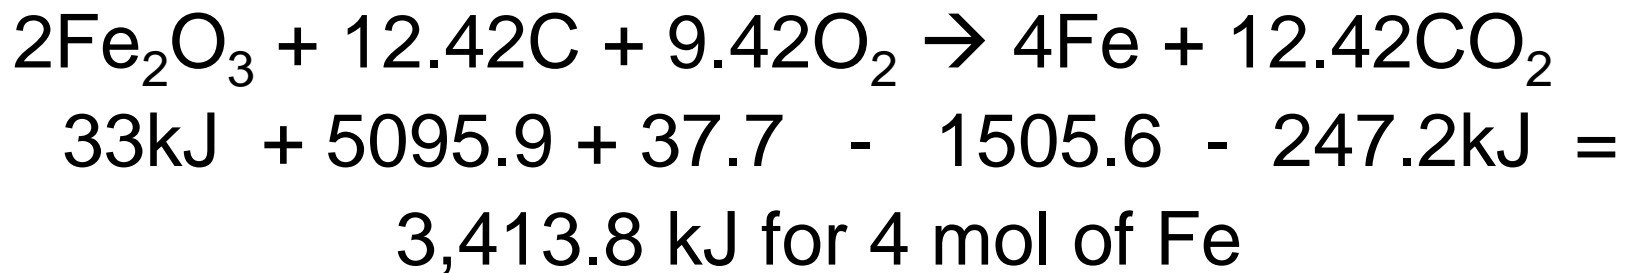 2Fe₂O₃ + 12.42C + 9.42O₂ → 4Fe + 12.42CO₂
33kJ + 5095.9 + 37.7 - 1505.6 - 247.2kJ =
3,413.8 kJ for 4 mol of Fe